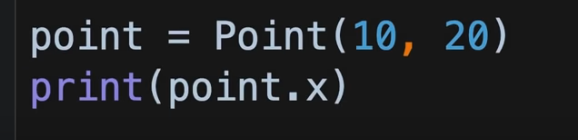 point = Point(10, 20)
print(point.x)